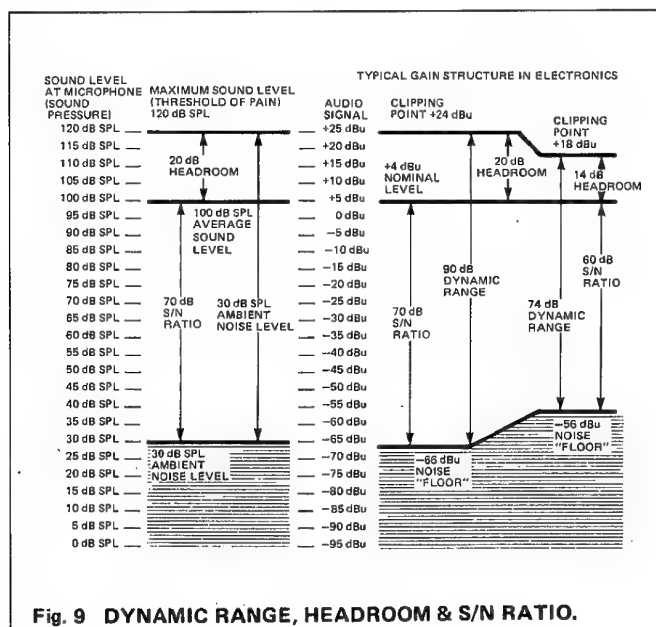 SOUND LEVEL
AT MICROPHONE
(SOUND
PRESSURE)
120 dB SPL
115 dB SPL
110 dB SPL
105 dB SPL
100 dB SPL
95 dB SPL
90 dB SPL
85 dB SPL
80 dB SPL
75 dB SPL
70 dB SPL
65 dB SPL
60 dB SPL
55 dB SPL
50 dB SPL
45 dB SPL
40 dB SPL
35 dB SPL
30 dB SPL
25 dB SPL
20 dB SPL
15 dB SPL
10 dB SPL
5 dB SPL
0 dB SPL
MAXIMUM SOUND LEVEL
(THRESHOLD OF PAIN)
120 dB SPL
20 dB
HEADROOM
100 dB SPL
AVERAGE
SOUND
LEVEL
70 dB
S/N
RATIO
30 dB SPL
AMBIENT
NOISE LEVEL
30 dB SPL
AMBIENT
NOISE LEVEL
AUDIO
SIGNAL
+25 dBu
+20 dBu
+15 dBu
+10 dBu
+5 dBu
0 dBu
−5 dBu
−10 dBu
−15 dBu
−20 dBu
−25 dBu
−30 dBu
−35 dBu
−40 dBu
−45 dBu
−50 dBu
−55 dBu
−60 dBu
−65 dBu
−70 dBu
−75 dBu
−80 dBu
−85 dBu
−90 dBu
−95 dBu
TYPICAL GAIN STRUCTURE IN ELECTRONICS
CLIPPING
POINT +24 dBu
CLIPPING
POINT
+18 dBu
+4 dBu
NOMINAL
LEVEL
20 dB
HEADROOM
14 dB
HEADROOM
90 dB
DYNAMIC
RANGE
60 dB
S/N
RATIO
70 dB
S/N
RATIO
74 dB
DYNAMIC
RANGE
−66 dBu
NOISE
"FLOOR"
−56 dBu
NOISE
"FLOOR"
Fig. 9 DYNAMIC RANGE, HEADROOM & S/N RATIO.